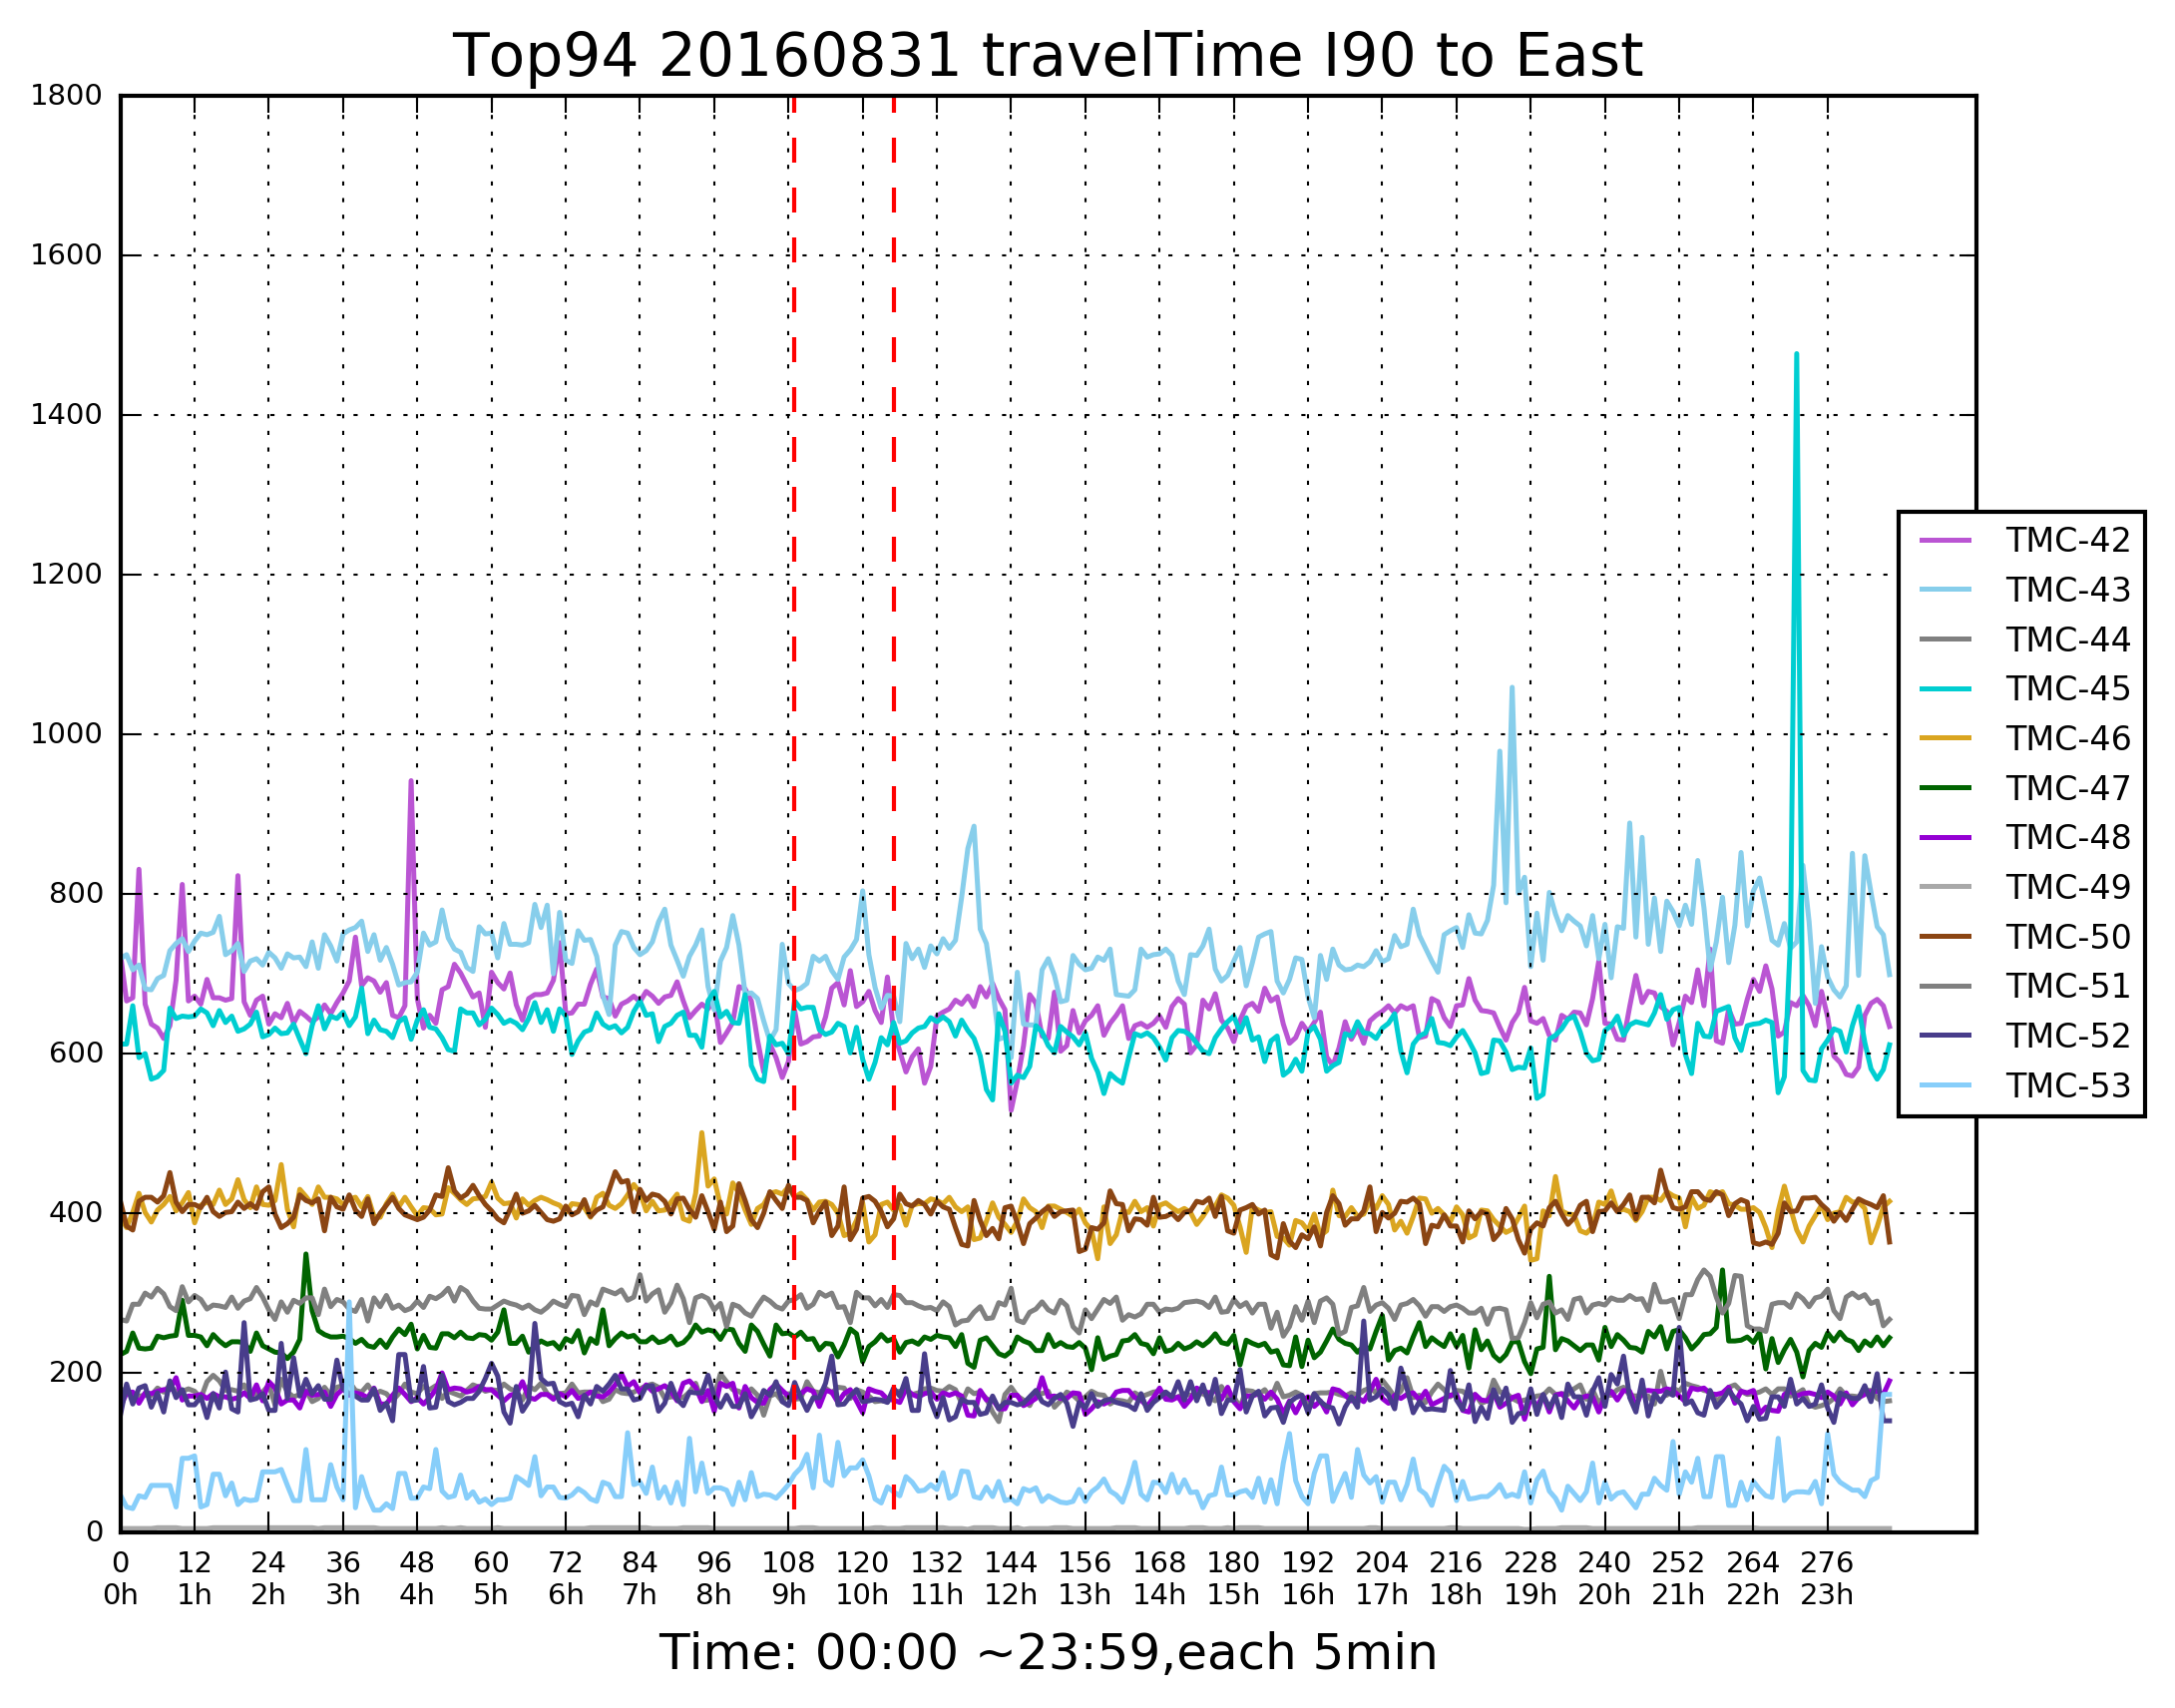 Top94 20160831 travelTime I90 to East
1800
1600
1400
1200
1000
800
600
400
200
0
TMC-42
TMC-43
TMC-44
TMC-45
TMC-46
TMC-47
TMC-48
TMC-49
TMC-50
TMC-51
TMC-52
TMC-53
0 12 24 36 48 60 72 84 96 108 120 132 144 156 168 180 192 204 216 228 240 252 264 276
0h 1h 2h 3h 4h 5h 6h 7h 8h 9h 10h 11h 12h 13h 14h 15h 16h 17h 18h 19h 20h 21h 22h 23h
Time: 00:00 ~23:59,each 5min